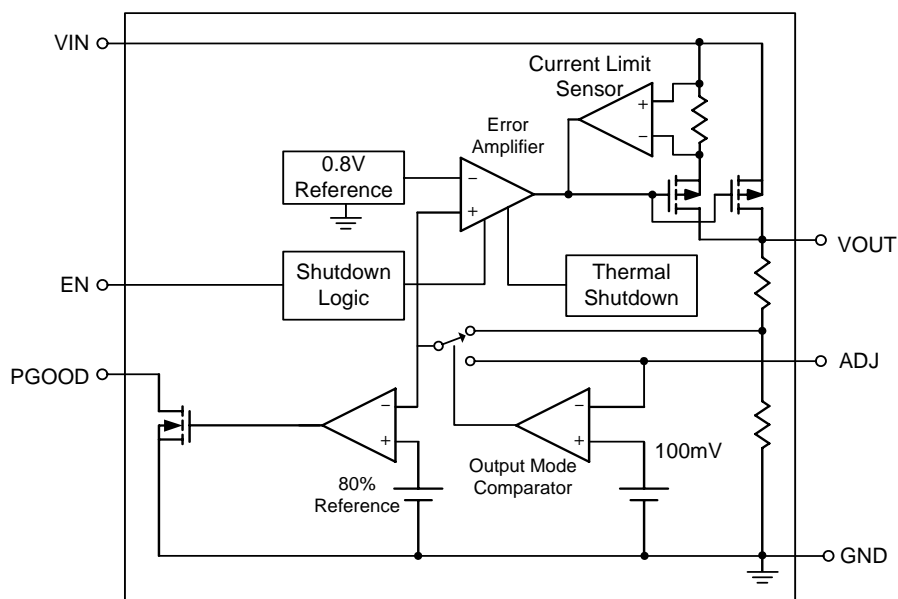 VIN
Current Limit
Sensor
+
−
Error
Amplifier
0.8V
Reference
−
+
VOUT
EN
Shutdown
Logic
Thermal
Shutdown
ADJ
PGOOD
−
+
−
+
100mV
80%
Reference
Output Mode
Comparator
GND